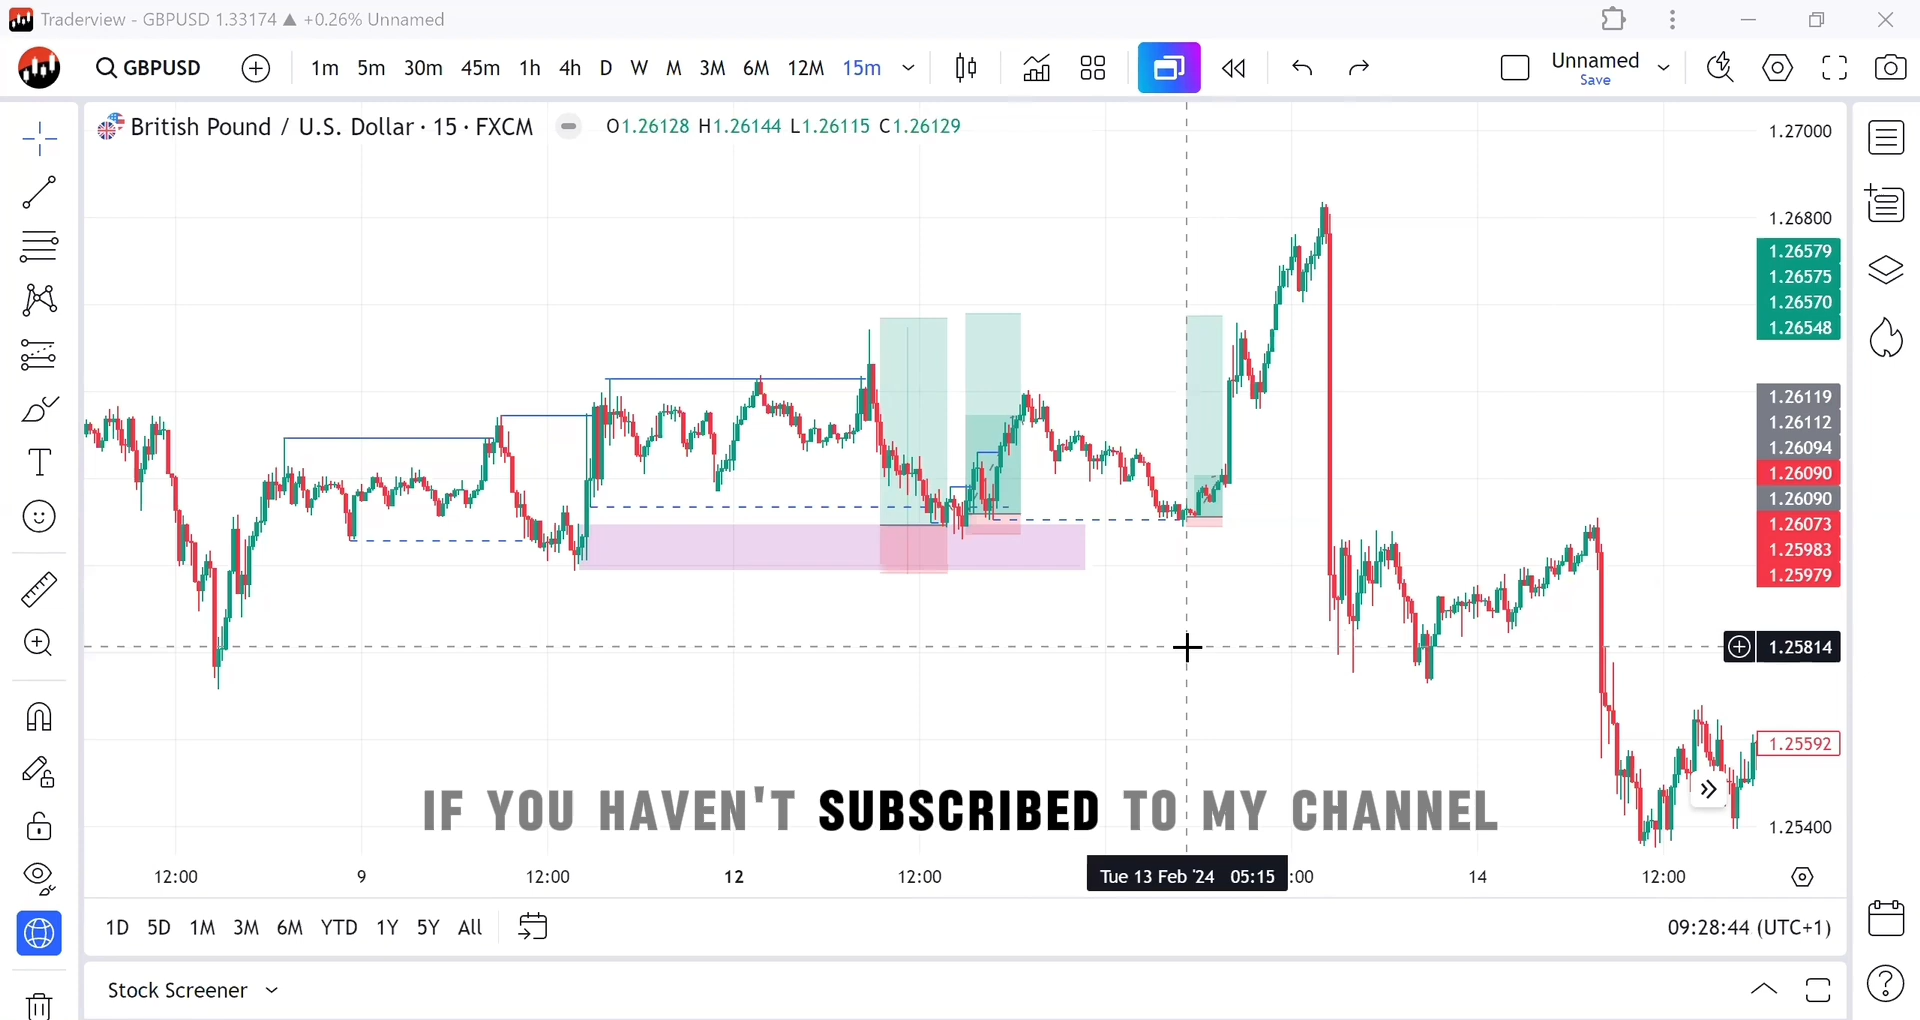 Traderview - GBPUSD 1.33174 ▲ +0.26% Unnamed
GBPUSD 1m 5m 30m 45m 1h 4h D W M 3M 6M 12M 15m Unnamed
Save
British Pound / U.S. Dollar · 15 · FXCM O1.26128 H1.26144 L1.26115 C1.26129
1.27000
1.26800
1.26579
1.26575
1.26570
1.26548
1.26119
1.26112
1.26094
1.26090
1.26090
1.26073
1.25983
1.25979
1.25814
1.25592
IF YOU HAVEN'T SUBSCRIBED TO MY CHANNEL
1.25400
12:00 9 12:00 12 12:00 Tue 13 Feb '24 05:15 :00 14 12:00
1D 5D 1M 3M 6M YTD 1Y 5Y All 09:28:44 (UTC+1)
Stock Screener